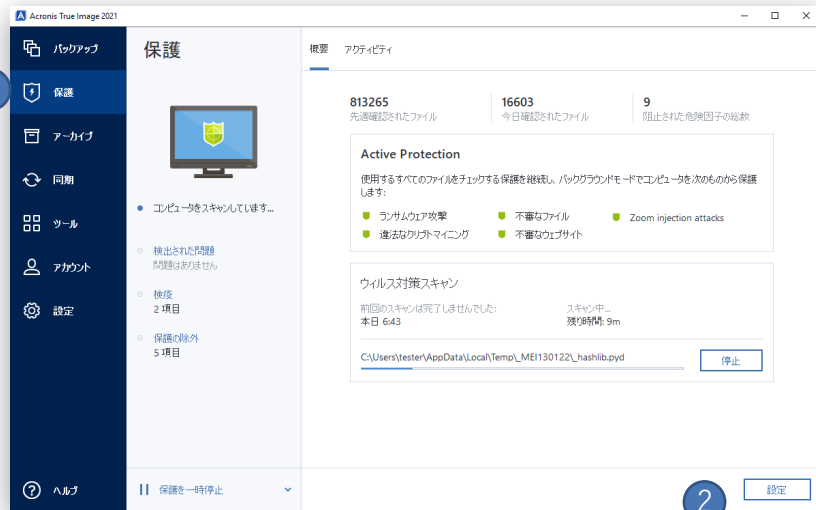 Acronis True Image 2021
バックアップ
保護
アーカイブ
同期
ツール
アカウント
設定
ヘルプ
保護
コンピュータをスキャンしています...
検出された問題
問題はありません
検疫
2 項目
保護の除外
5 項目
保護を一時停止
概要
アクティビティ
813265
先週確認されたファイル
16603
今日確認されたファイル
9
阻止された危険因子の総数
Active Protection
使用するすべてのファイルをチェックする保護を継続し、バックグラウンドモードでコンピュータを次のものから保護
します:
ランサムウェア攻撃
不審なファイル
Zoom injection attacks
違法なクリプトマイニング
不審なウェブサイト
ウィルス対策スキャン
前回のスキャンは完了しませんでした:
本日 6:43
スキャン中...
残り時間: 9m
C:\Users\tester\AppData\Local\Temp\_MEI130122\_hashlib.pyd
停止
2
設定